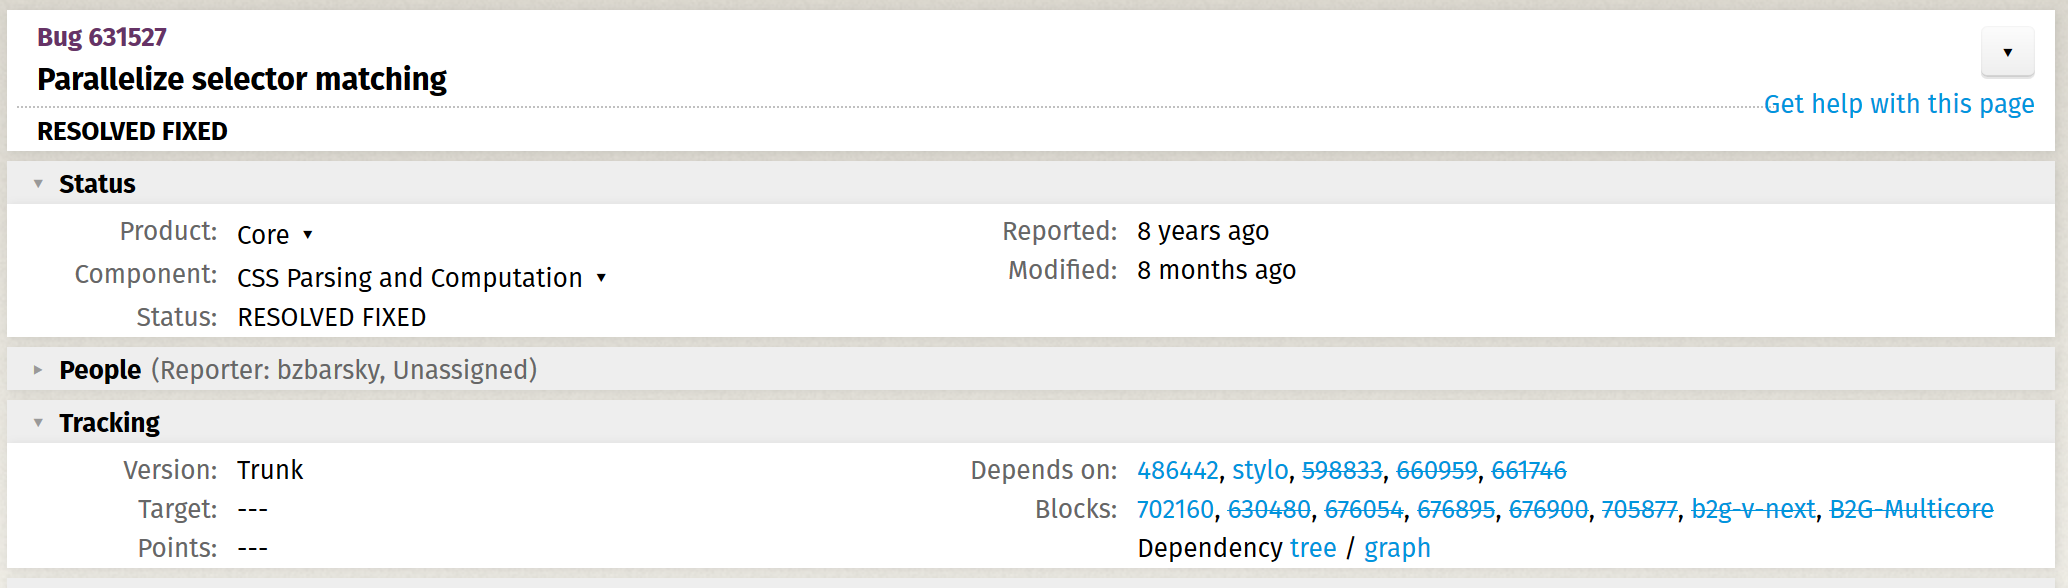 Bug 631527
Parallelize selector matching
Get help with this page
RESOLVED FIXED
Status
Product: Core
Component: CSS Parsing and Computation
Status: RESOLVED FIXED
Reported: 8 years ago
Modified: 8 months ago
People (Reporter: bzbarsky, Unassigned)
Tracking
Version: Trunk
Target: ---
Points: ---
Depends on: 486442, stylo, 598833, 660959, 661746
Blocks: 702160, 630480, 676054, 676895, 676900, 705877, b2g-v-next, B2G-Multicore
Dependency tree / graph